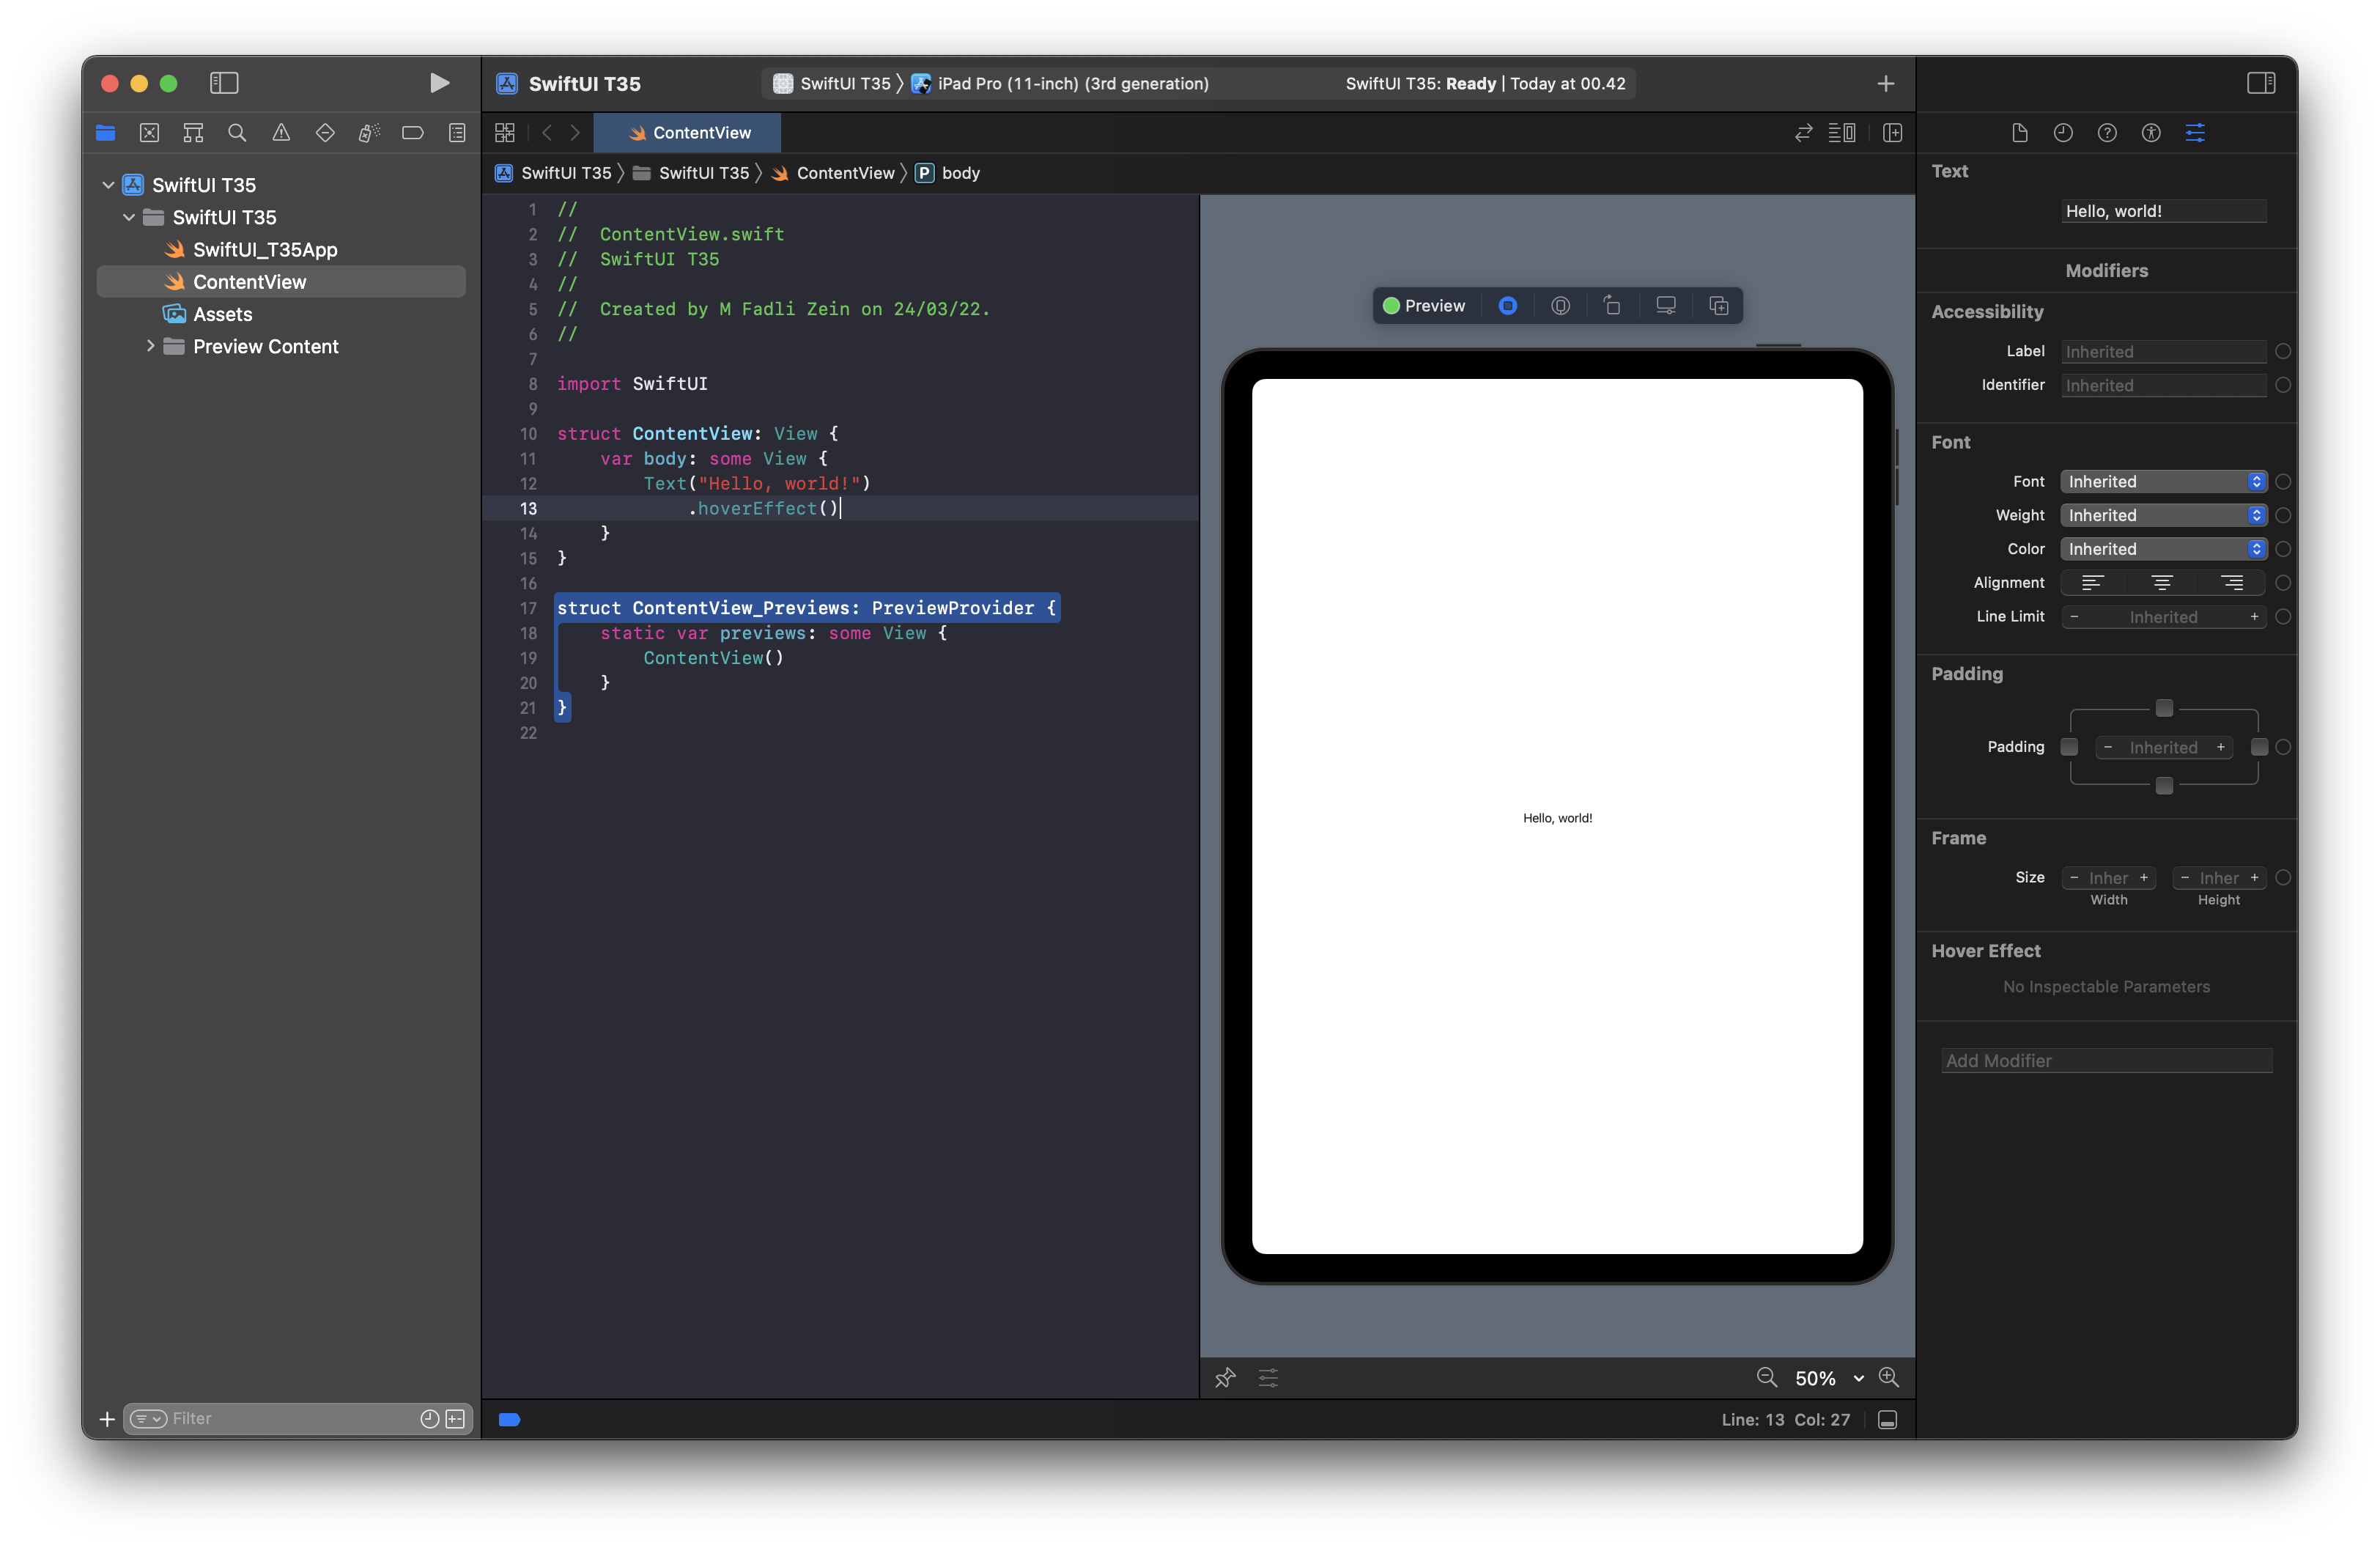 SwiftUI T35
SwiftUI T35
iPad Pro (11-inch) (3rd generation)
SwiftUI T35: Ready | Today at 00.42
ContentView
SwiftUI T35
SwiftUI T35
ContentView
P body
SwiftUI T35
SwiftUI T35
SwiftUI_T35App
ContentView
Assets
Preview Content
Filter
1 //
2 //  ContentView.swift
3 //  SwiftUI T35
4 //
5 //  Created by M Fadli Zein on 24/03/22.
6 //
7
8 import SwiftUI
9
10 struct ContentView: View {
11     var body: some View {
12         Text("Hello, world!")
13             .hoverEffect()
14     }
15 }
16
17 struct ContentView_Previews: PreviewProvider {
18     static var previews: some View {
19         ContentView()
20     }
21 }
22
Preview
Hello, world!
50%
Line: 13 Col: 27
Text
Hello, world!
Modifiers
Accessibility
Label Inherited
Identifier Inherited
Font
Font Inherited
Weight Inherited
Color Inherited
Alignment
Line Limit − Inherited +
Padding
Padding − Inherited +
Frame
Size − Inher + − Inher +
Width Height
Hover Effect
No Inspectable Parameters
Add Modifier